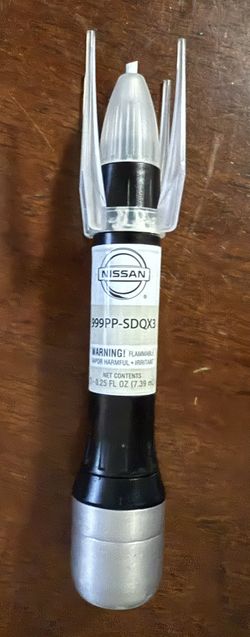 NISSAN
®
999PP-SDQX3
WARNING! FLAMMABLE
VAPOR HARMFUL • IRRITANT
NET CONTENTS
0.25 FL OZ (7.39 mL